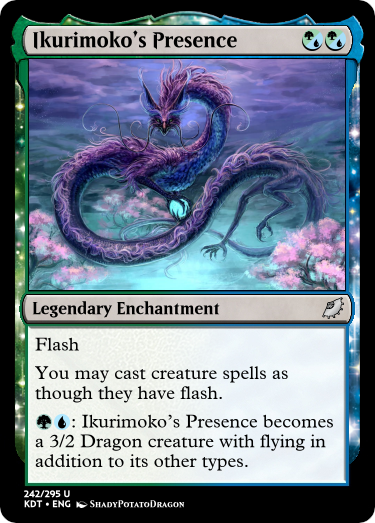 Ikurimoko's Presence
Legendary Enchantment
Flash
You may cast creature spells as
though they have flash.
: Ikurimoko's Presence becomes
a 3/2 Dragon creature with flying in
addition to its other types.
242/295 U
KDT • ENG ShadyPotatoDragon